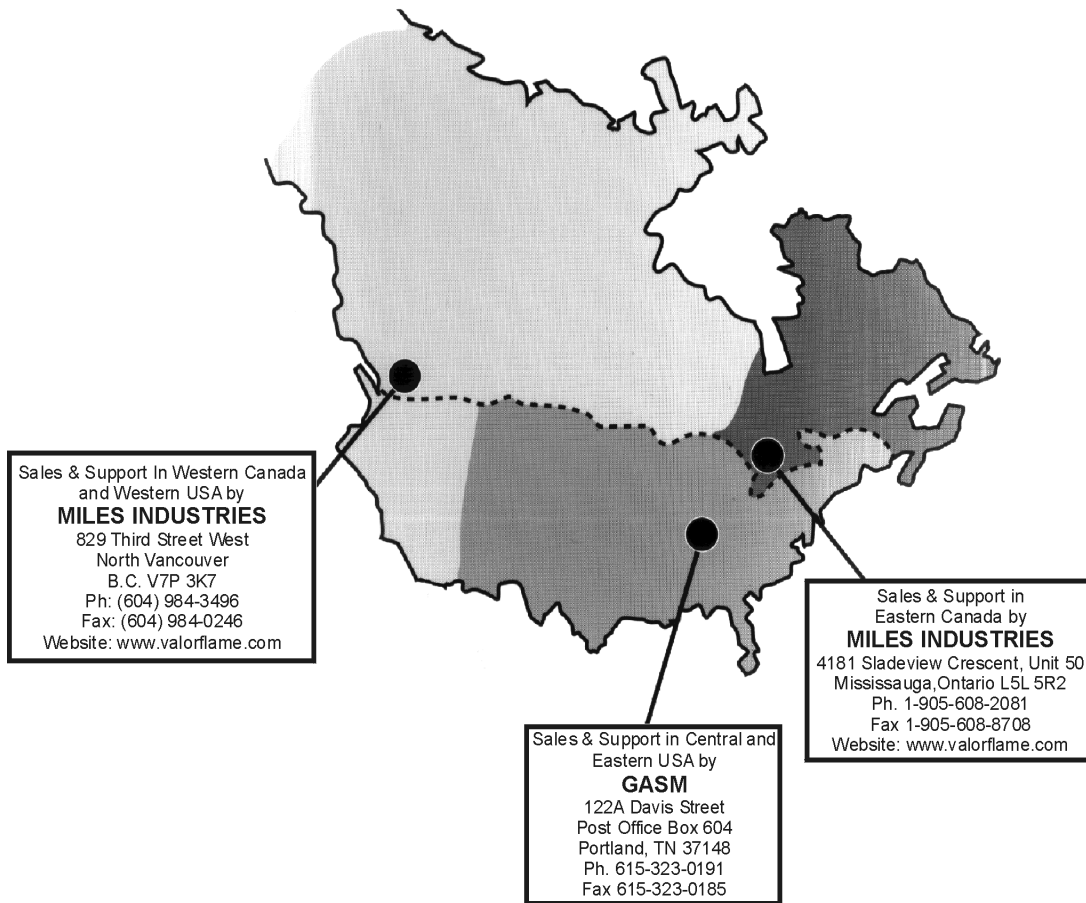 Sales & Support In Western Canada
and Western USA by
MILES INDUSTRIES
829 Third Street West
North Vancouver
B.C. V7P 3K7
Ph: (604) 984-3496
Fax: (604) 984-0246
Website: www.valorflame.com
Sales & Support in Central and
Eastern USA by
GASM
122A Davis Street
Post Office Box 604
Portland, TN 37148
Ph. 615-323-0191
Fax 615-323-0185
Sales & Support in
Eastern Canada by
MILES INDUSTRIES
4181 Sladeview Crescent, Unit 50
Mississauga,Ontario L5L 5R2
Ph. 1-905-608-2081
Fax 1-905-608-8708
Website: www.valorflame.com